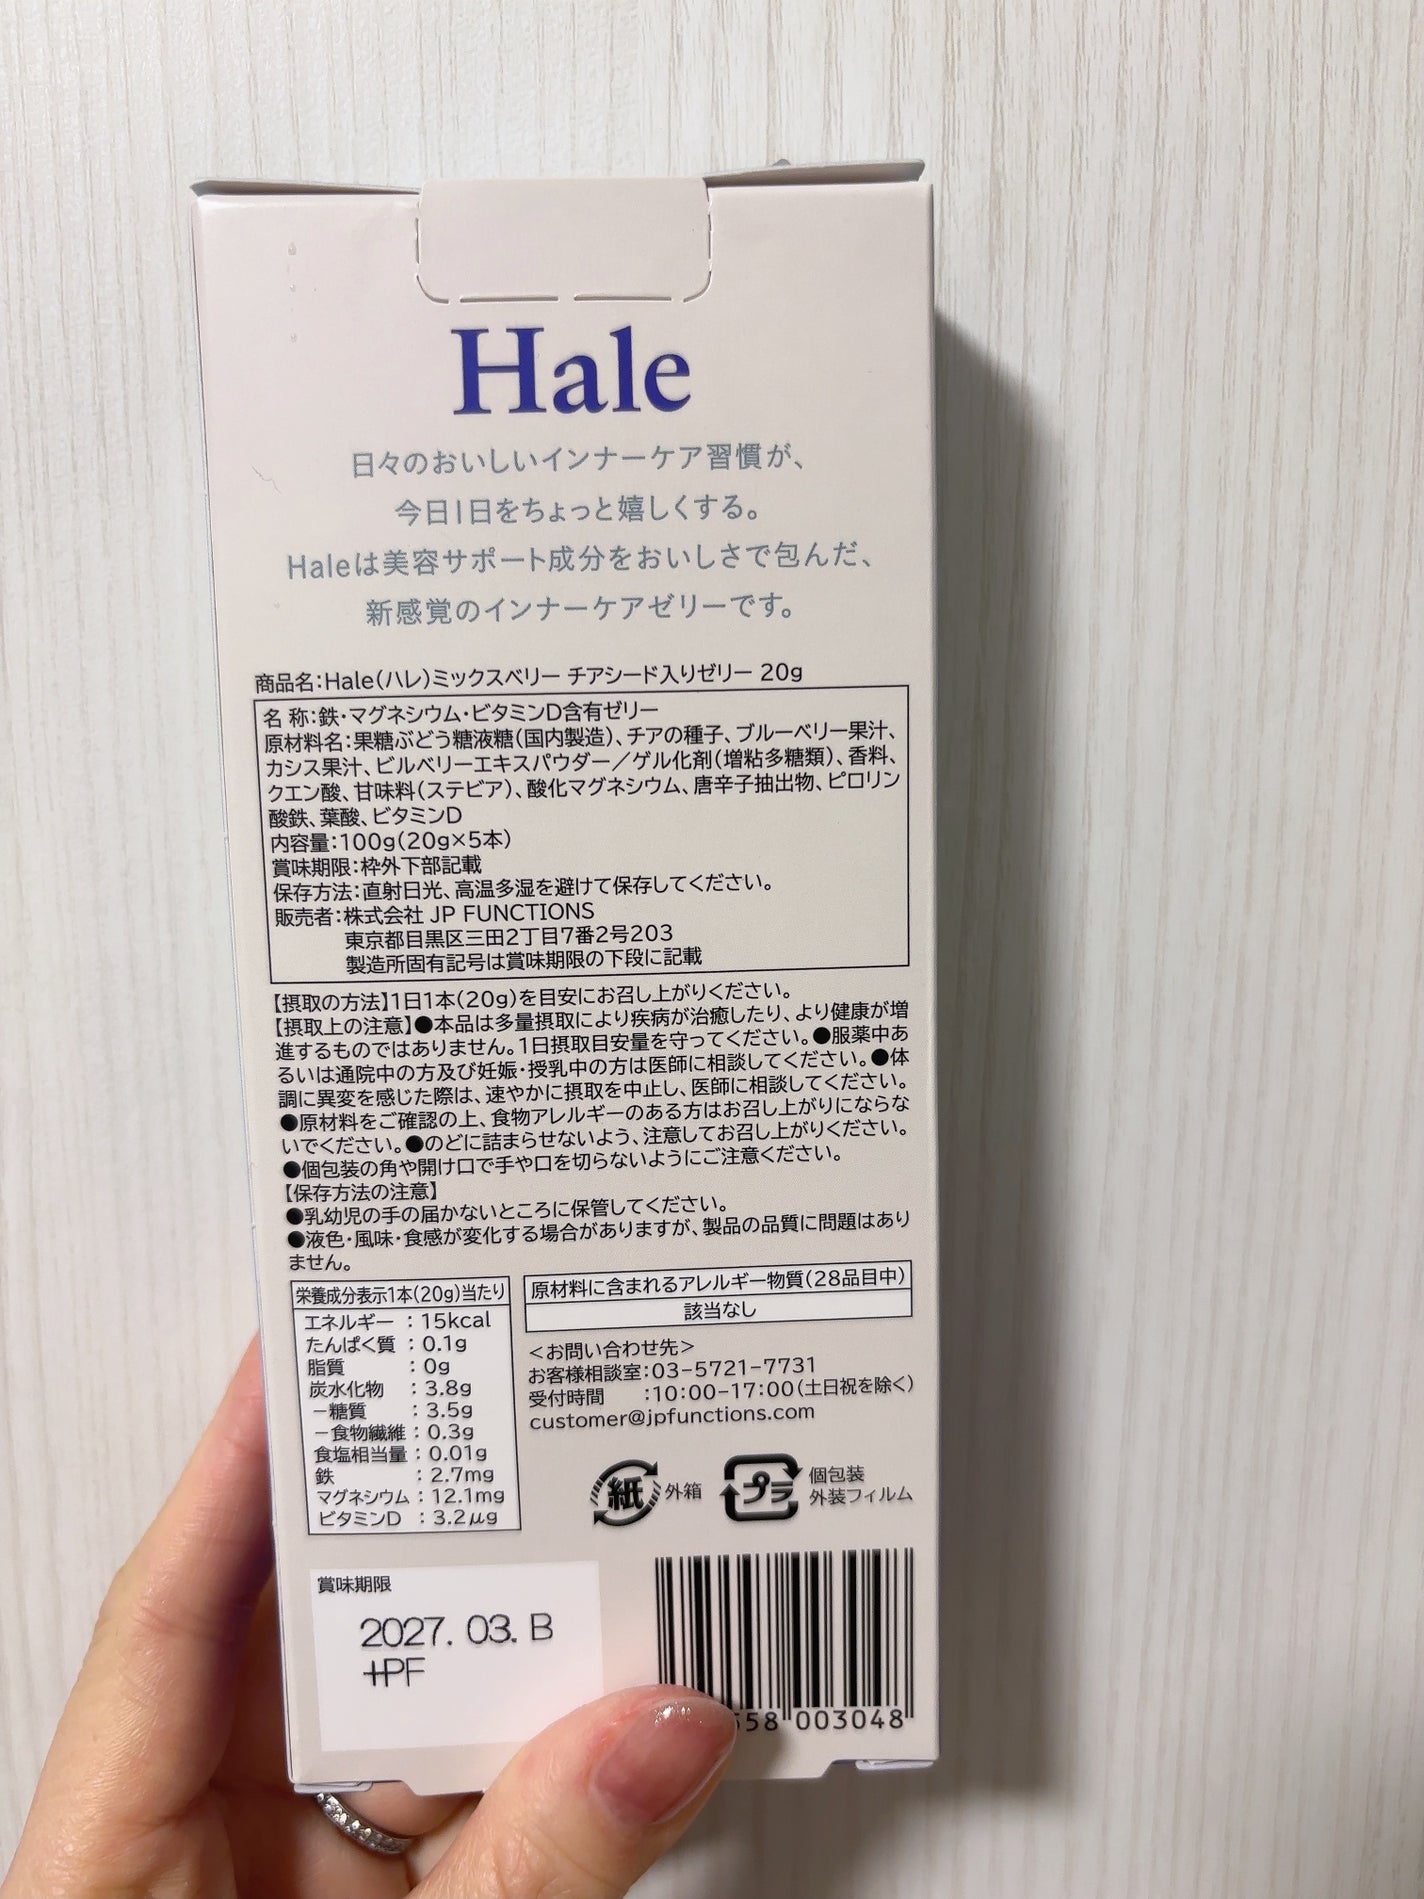 Hale
日々のおいしいインナーケア習慣が、
今日1日をちょっと嬉しくする。
Haleは美容サポート成分をおいしさで包んだ、
新感覚のインナーケアゼリーです。
商品名:Hale(ハレ)ミックスベリー チアシード入りゼリー 20g
名 称:鉄・マグネシウム・ビタミンD含有ゼリー
原材料名:果糖ぶどう糖液糖(国内製造)、チアの種子、ブルーベリー果汁、
カシス果汁、ビルベリーエキスパウダー/ゲル化剤(増粘多糖類)、香料、
クエン酸、甘味料(ステビア)、酸化マグネシウム、唐辛子抽出物、ピロリン
酸鉄、葉酸、ビタミンD
内容量:100g(20g×5本)
賞味期限:枠外下部記載
保存方法:直射日光、高温多湿を避けて保存してください。
販売者:株式会社 JP FUNCTIONS
東京都目黒区三田2丁目7番2号203
製造所固有記号は賞味期限の下段に記載
【摂取の方法】1日1本(20g)を目安にお召し上がりください。
【摂取上の注意】●本品は多量摂取により疾病が治癒したり、より健康が増
進するものではありません。1日摂取目安量を守ってください。●服薬中あ
るいは通院中の方及び妊娠・授乳中の方は医師に相談してください。●体
調に異変を感じた際は、速やかに摂取を中止し、医師に相談してください。
●原材料をご確認の上、食物アレルギーのある方はお召し上がりにならな
いでください。●のどに詰まらせないよう、注意してお召し上がりください。
●個包装の角や開け口で手や口を切らないようにご注意ください。
【保存方法の注意】
●乳幼児の手の届かないところに保管してください。
●液色・風味・食感が変化する場合がありますが、製品の品質に問題はあり
ません。
栄養成分表示1本(20g)当たり
エネルギー :15kcal
たんぱく質 :0.1g
脂質 :0g
炭水化物 :3.8g
-糖質 :3.5g
-食物繊維 :0.3g
食塩相当量 :0.01g
鉄 :2.7mg
マグネシウム :12.1mg
ビタミンD :3.2μg
原材料に含まれるアレルギー物質(28品目中)
該当なし
<お問い合わせ先>
お客様相談室:03-5721-7731
受付時間 :10:00-17:00(土日祝を除く)
customer@jpfunctions.com
紙 外箱
プラ 個包装
外装フィルム
賞味期限
2027. 03. B
+PF
58 003048